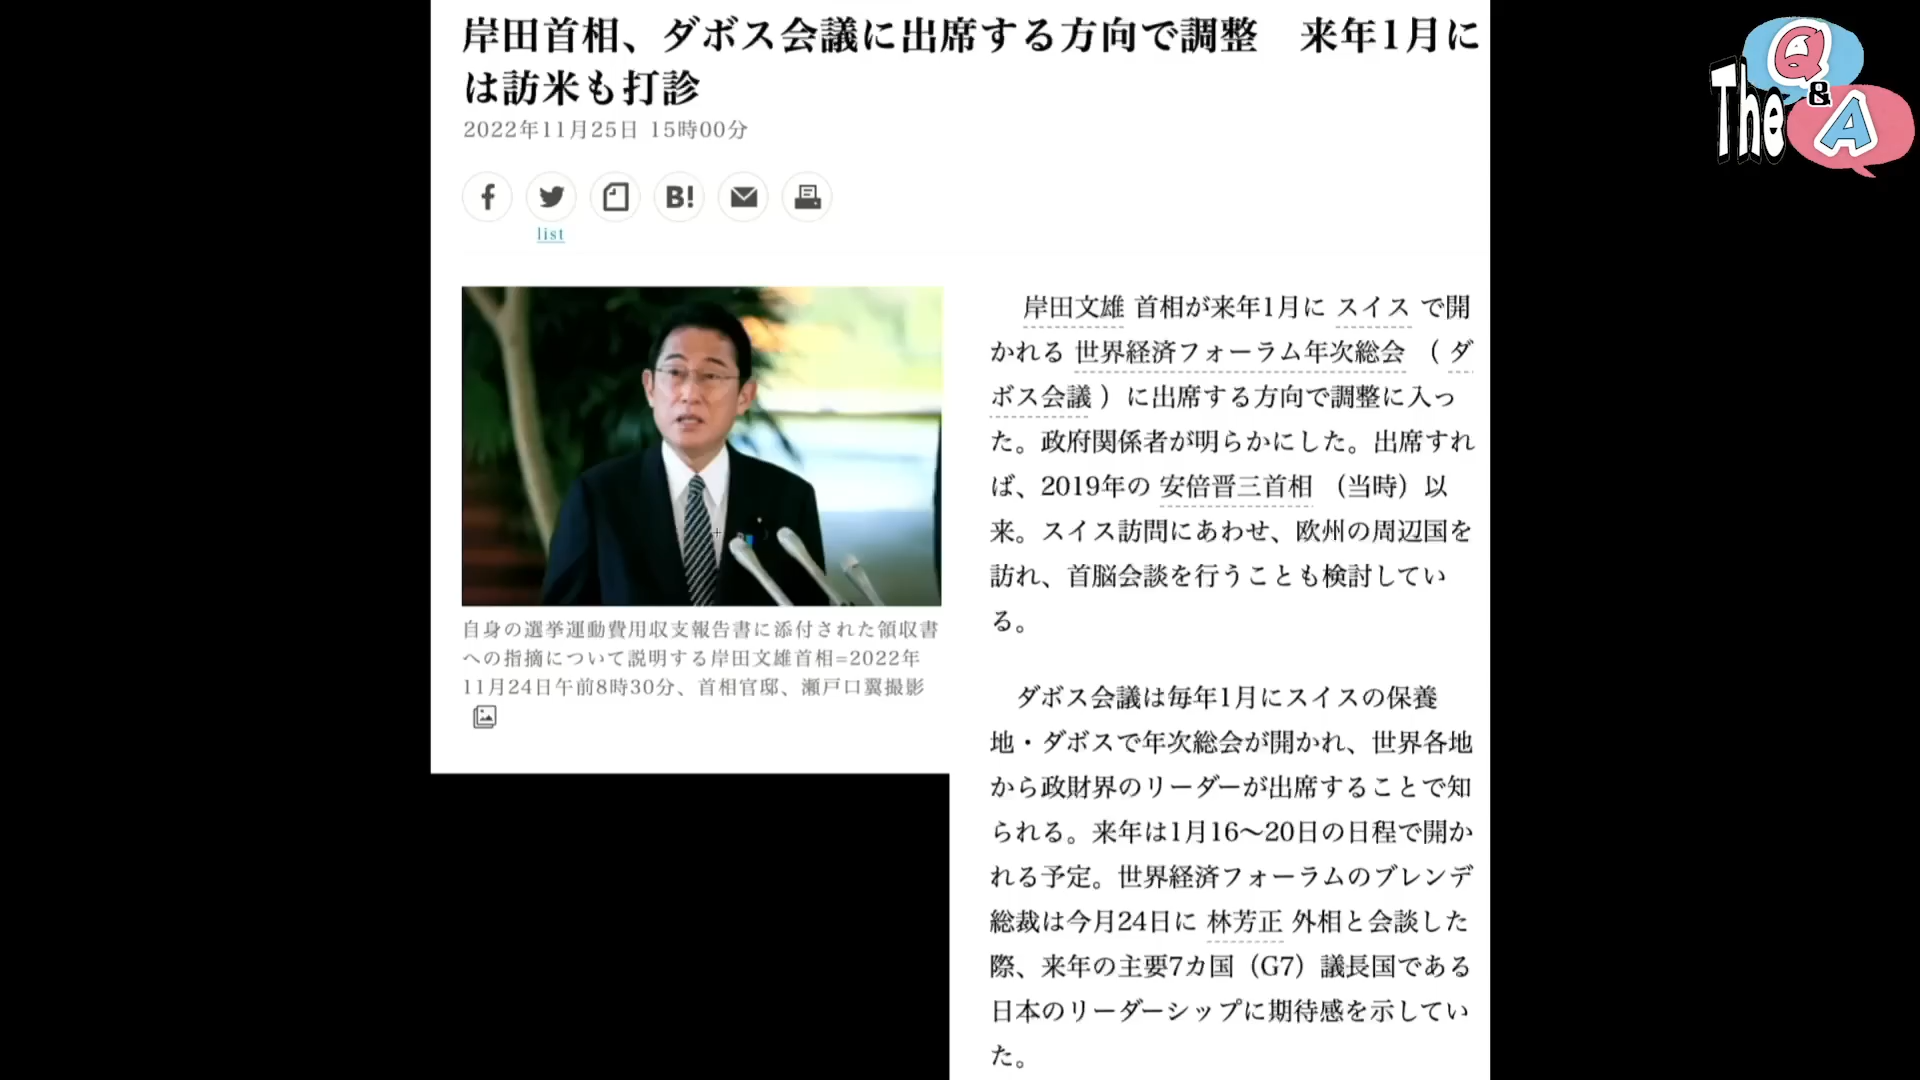 岸田首相、ダボス会議に出席する方向で調整　来年1月に
は訪米も打診
2022年11月25日 15時00分
B!
list
自身の選挙運動費用収支報告書に添付された領収書
への指摘について説明する岸田文雄首相=2022年
11月24日午前8時30分、首相官邸、瀬戸口翼撮影
岸田文雄 首相が来年1月に スイス で開
かれる 世界経済フォーラム年次総会 （ ダ
ボス会議 ）に出席する方向で調整に入っ
た。政府関係者が明らかにした。出席すれ
ば、2019年の 安倍晋三首相 （当時）以
来。スイス訪問にあわせ、欧州の周辺国を
訪れ、首脳会談を行うことも検討してい
る。
ダボス会議は毎年1月にスイスの保養
地・ダボスで年次総会が開かれ、世界各地
から政財界のリーダーが出席することで知
られる。来年は1月16〜20日の日程で開か
れる予定。世界経済フォーラムのブレンデ
総裁は今月24日に 林芳正 外相と会談した
際、来年の主要7カ国（G7）議長国である
日本のリーダーシップに期待感を示してい
た。
The Q & A